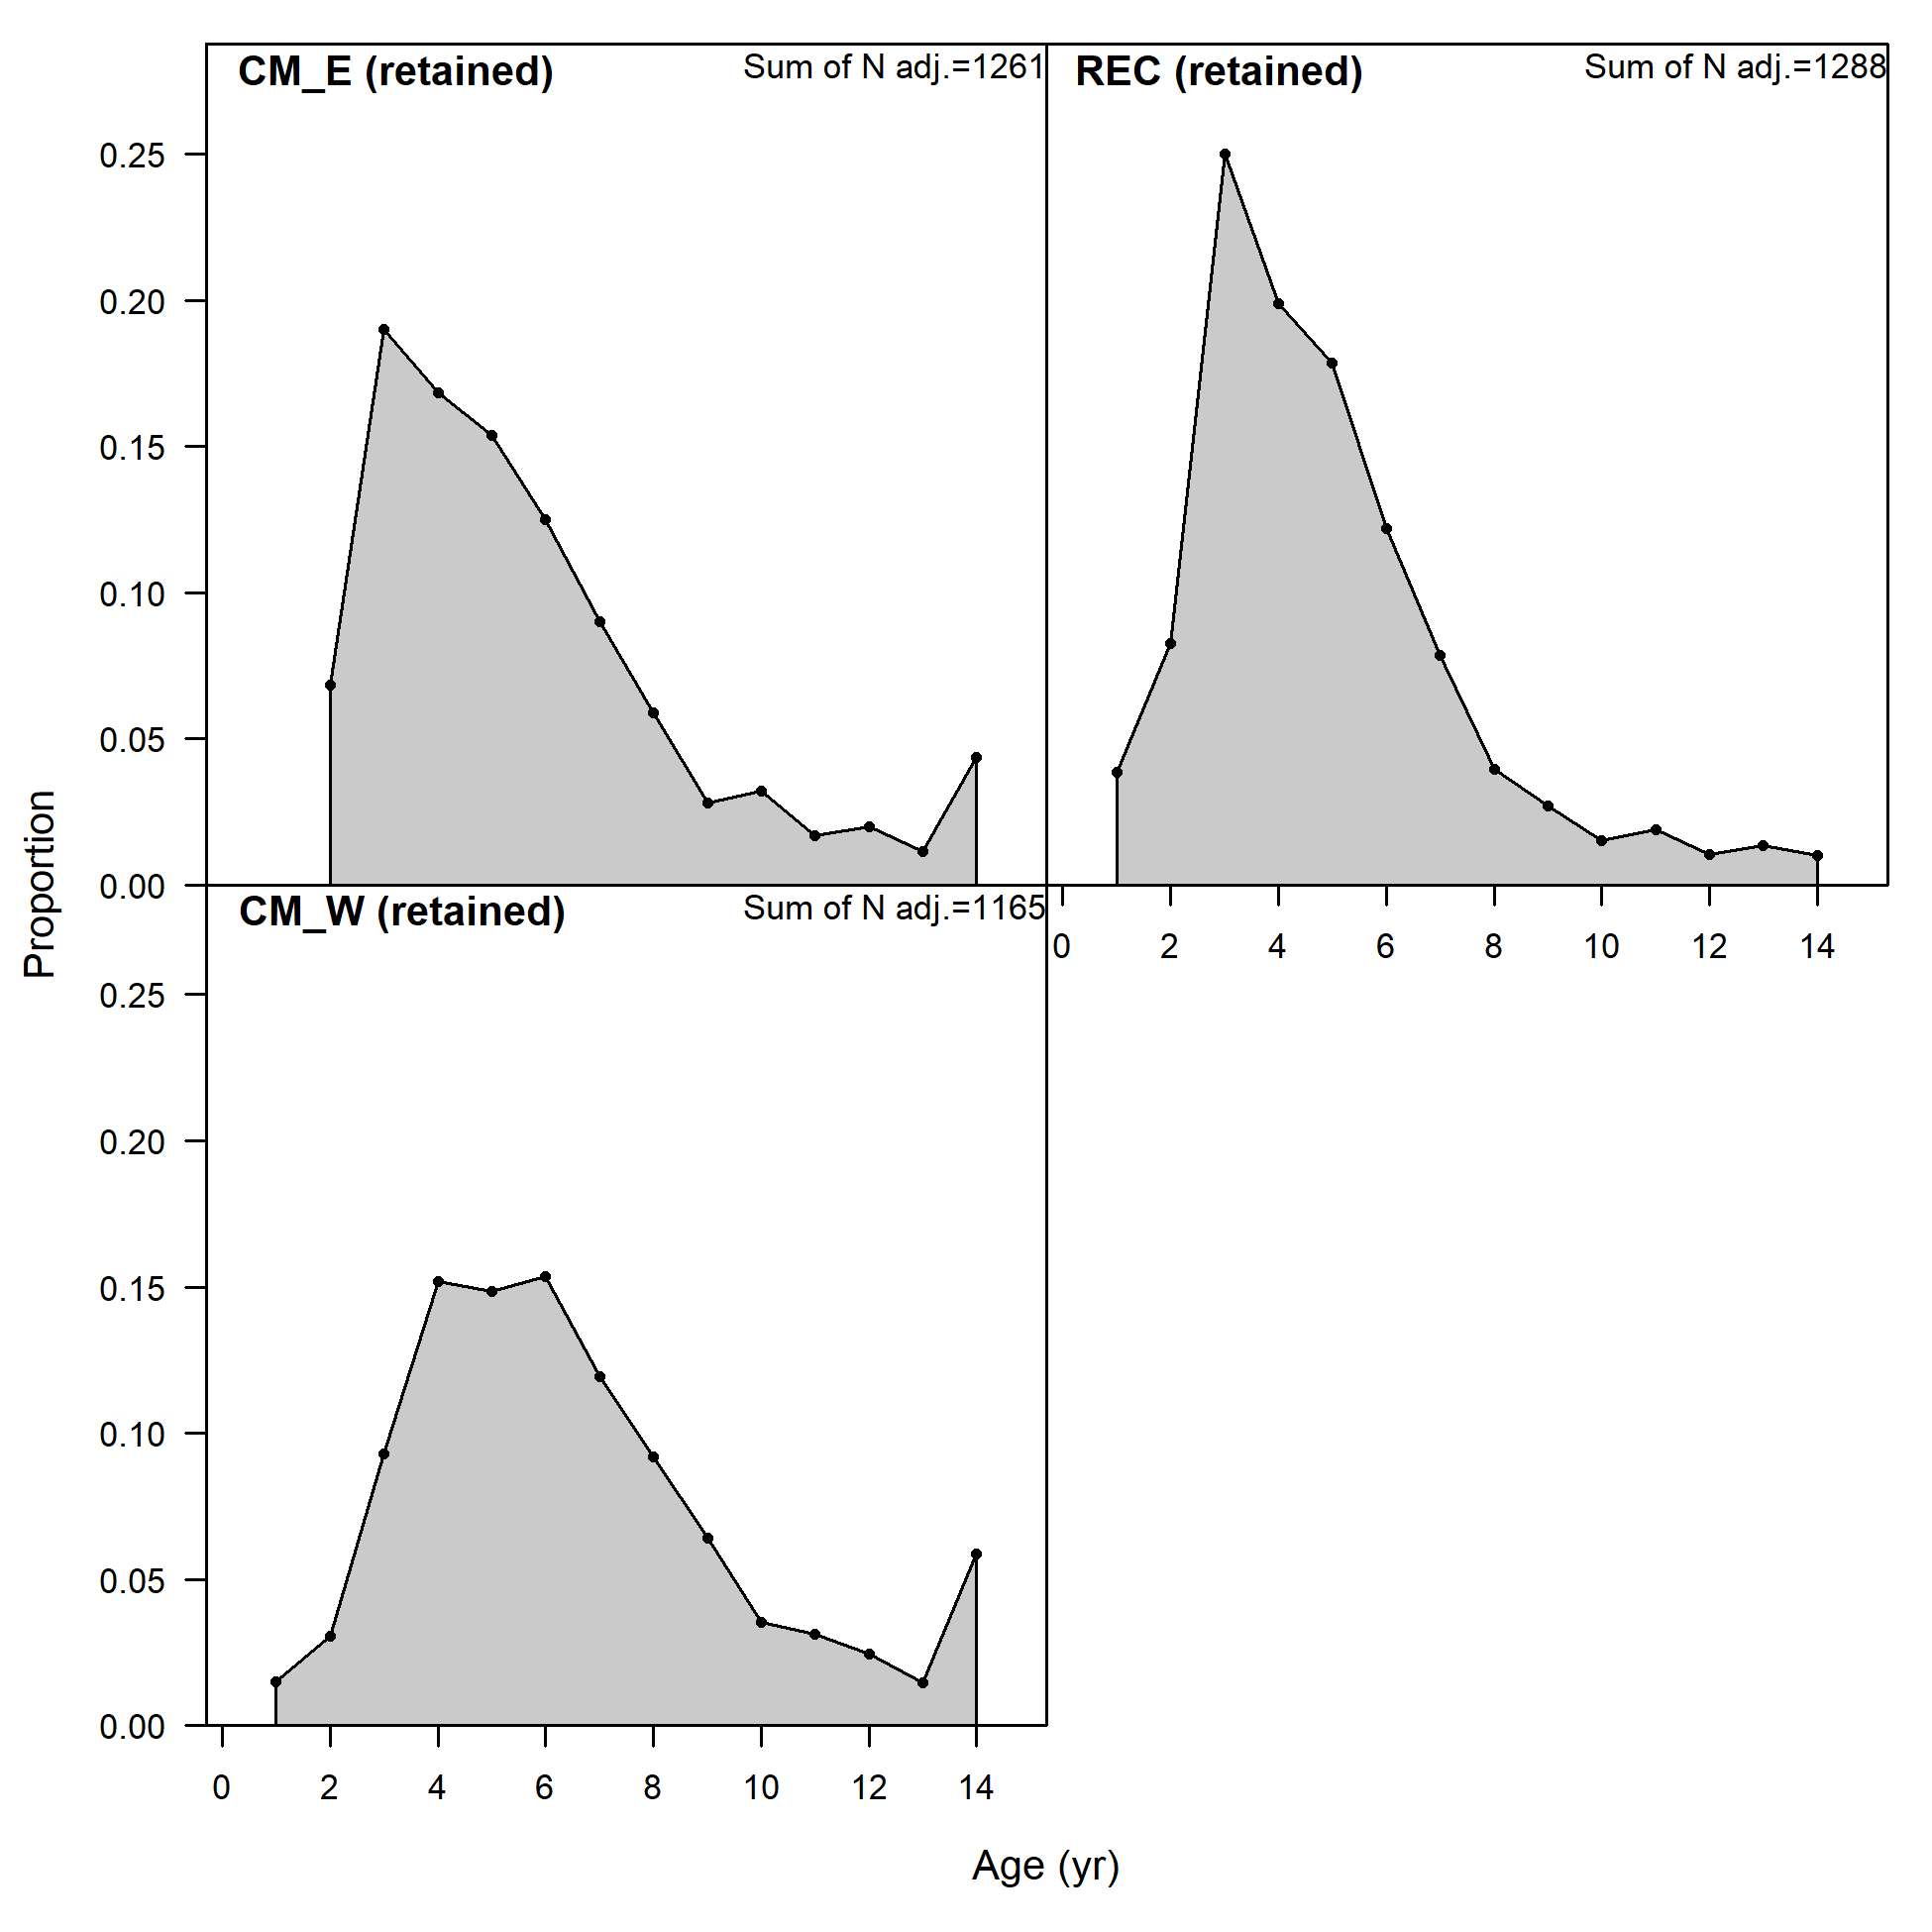 CM_E (retained)
Sum of N adj.=1261
REC (retained)
Sum of N adj.=1288
0.25
0.20
0.15
0.10
0.05
0.00
0 2 4 6 8 10 12 14
CM_W (retained)
Sum of N adj.=1165
0.25
0.20
0.15
0.10
0.05
0.00
0 2 4 6 8 10 12 14
Proportion
Age (yr)